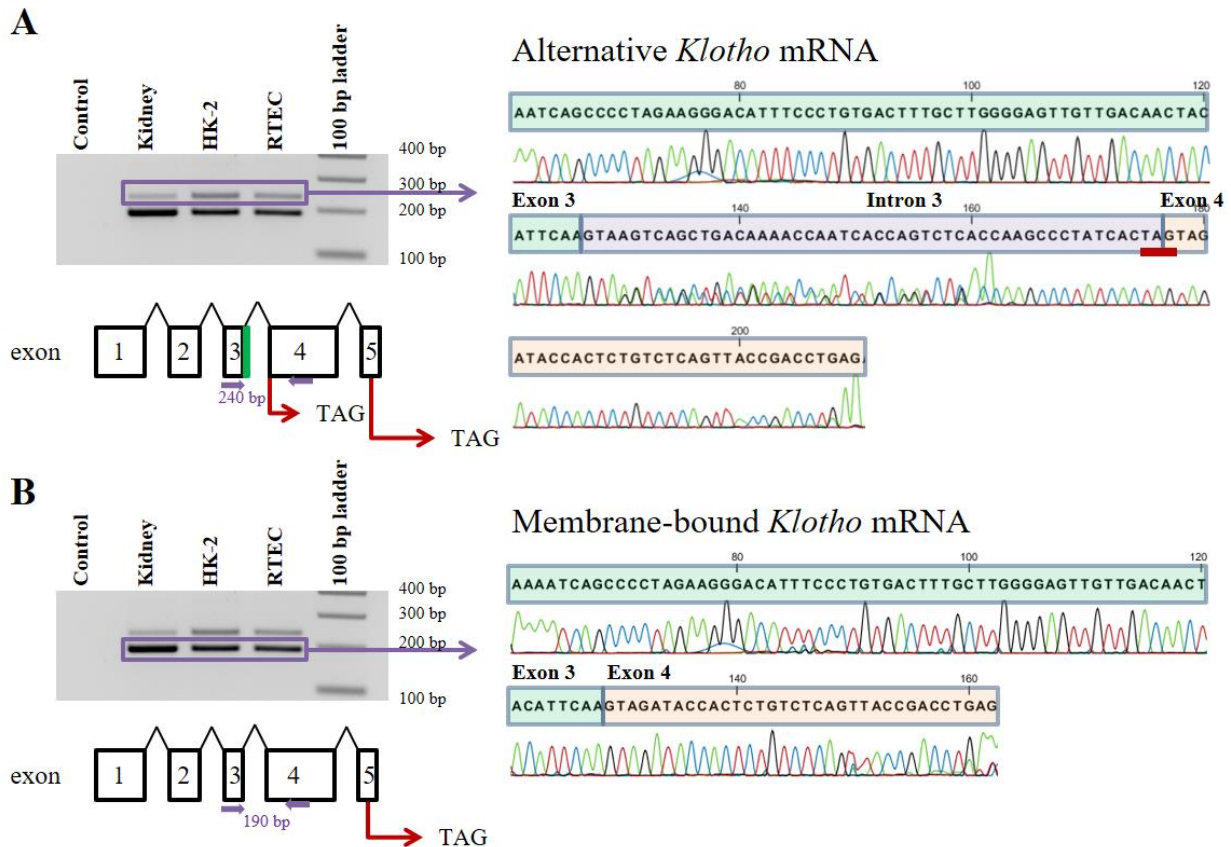 A
Control
Kidney
HK-2
RTEC
100 bp ladder
400 bp
300 bp
200 bp
100 bp
exon
1
2
3
4
5
240 bp
TAG
TAG
Alternative Klotho mRNA
80
100
120
AATCAGCCCCTAGAAGGGACATTTCCCTGTGACTTTGCTTGGGGAGTTGTTGACAACTAC
Exon 3
Intron 3
Exon 4
140
160
180
ATTCAAGTAAGTCAGCTGACAAAACCAATCACCAGTCTCACCAAGCCCTATCACTAGTAG
200
ATACCACTCTGTCTCAGTTACCGACCTGAG
B
Control
Kidney
HK-2
RTEC
100 bp ladder
400 bp
300 bp
200 bp
100 bp
exon
1
2
3
4
5
190 bp
TAG
Membrane-bound Klotho mRNA
80
100
120
AAAATCAGCCCCTAGAAGGGACATTTCCCTGTGACTTTGCTTGGGGAGTTGTTGACAACT
Exon 3
Exon 4
140
160
ACATTCAAGTAGATACCACTCTGTCTCAGTTACCGACCTGAG